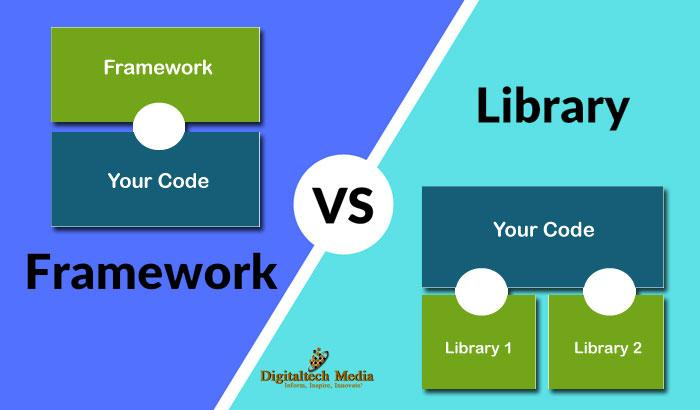 Framework
Your Code
Framework
VS
Library
Your Code
Library 1
Library 2
Digitaltech Media
Inform, Inspire, Innovate!